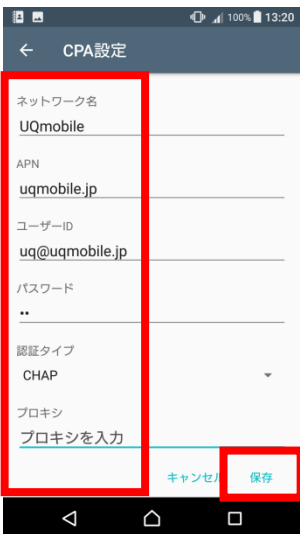 100% 13:20
CPA設定
ネットワーク名
UQmobile
APN
uqmobile.jp
ユーザーID
uq@uqmobile.jp
パスワード
••
認証タイプ
CHAP
プロキシ
プロキシを入力
キャンセル 保存